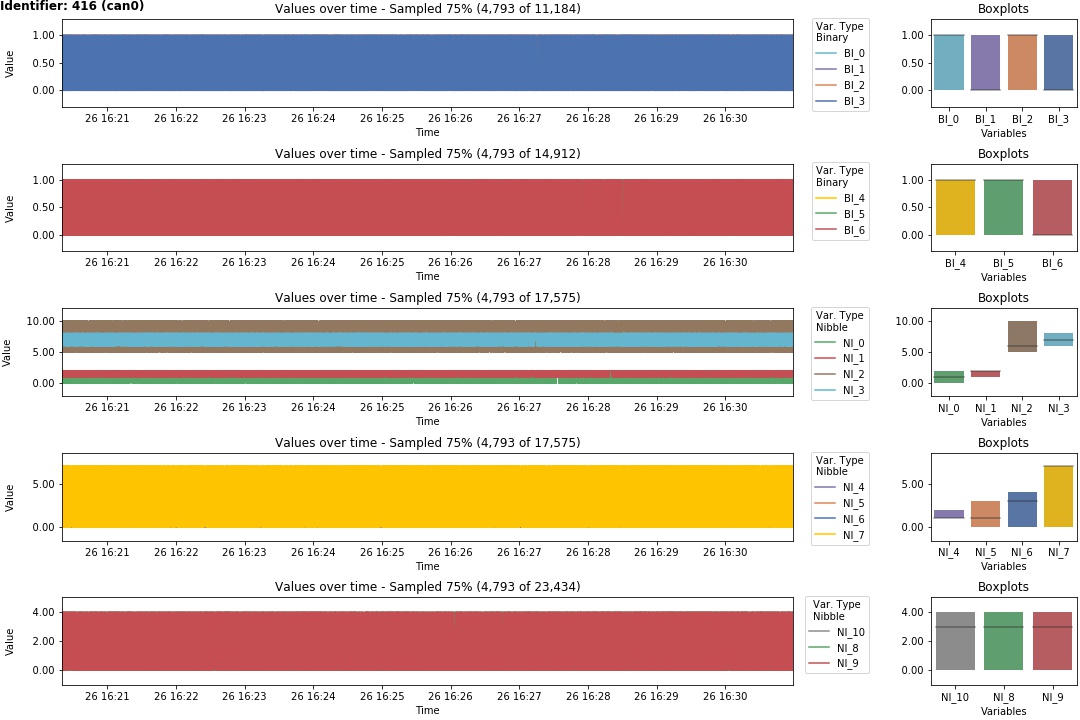 Identifier: 416 (can0)
Values over time - Sampled 75% (4,793 of 11,184)
Boxplots
Value
1.00
0.50
0.00
26 16:21 26 16:22 26 16:23 26 16:24 26 16:25 26 16:26 26 16:27 26 16:28 26 16:29 26 16:30
Time
Var. Type
Binary
BI_0
BI_1
BI_2
BI_3
1.00
0.50
0.00
BI_0 BI_1 BI_2 BI_3
Variables
Values over time - Sampled 75% (4,793 of 14,912)
Boxplots
Value
1.00
0.50
0.00
26 16:21 26 16:22 26 16:23 26 16:24 26 16:25 26 16:26 26 16:27 26 16:28 26 16:29 26 16:30
Time
Var. Type
Binary
BI_4
BI_5
BI_6
1.00
0.50
0.00
BI_4 BI_5 BI_6
Variables
Values over time - Sampled 75% (4,793 of 17,575)
Boxplots
Value
10.00
5.00
0.00
26 16:21 26 16:22 26 16:23 26 16:24 26 16:25 26 16:26 26 16:27 26 16:28 26 16:29 26 16:30
Time
Var. Type
Nibble
NI_0
NI_1
NI_2
NI_3
10.00
5.00
0.00
NI_0 NI_1 NI_2 NI_3
Variables
Values over time - Sampled 75% (4,793 of 17,575)
Boxplots
Value
5.00
0.00
26 16:21 26 16:22 26 16:23 26 16:24 26 16:25 26 16:26 26 16:27 26 16:28 26 16:29 26 16:30
Time
Var. Type
Nibble
NI_4
NI_5
NI_6
NI_7
5.00
0.00
NI_4 NI_5 NI_6 NI_7
Variables
Values over time - Sampled 75% (4,793 of 23,434)
Boxplots
Value
4.00
2.00
0.00
26 16:21 26 16:22 26 16:23 26 16:24 26 16:25 26 16:26 26 16:27 26 16:28 26 16:29 26 16:30
Time
Var. Type
Nibble
NI_10
NI_8
NI_9
4.00
2.00
0.00
NI_10 NI_8 NI_9
Variables